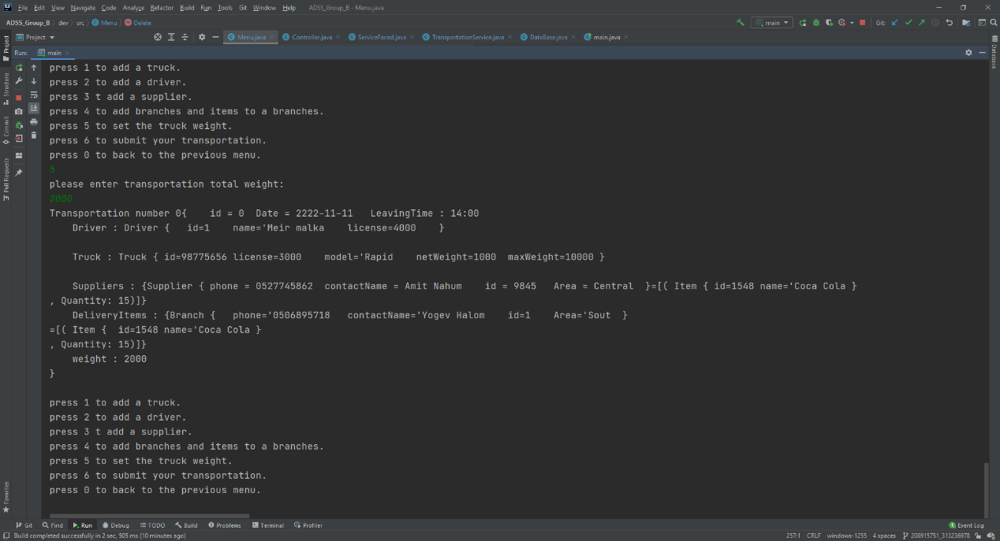 File Edit View Navigate Code Analyze Refactor Build Run Tools Git Window Help ADSS_Group_B - Menu.java
ADSS_Group_B dev src Menu Delete main Git:
Project Menu.java Controller.java ServiceFaced.java TransportationService.java DataBase.java main.java
Run: main
Project
Structure
Commit
Pull Requests
Favorites
Database
press 1 to add a truck.
press 2 to add a driver.
press 3 t add a supplier.
press 4 to add branches and items to a branches.
press 5 to set the truck weight.
press 6 to submit your transportation.
press 0 to back to the previous menu.
5
please enter transportation total weight:
2000
Transportation number 0{ id = 0 Date = 2222-11-11 LeavingTime : 14:00
Driver : Driver { id=1 name='Meir malka license=4000 }
Truck : Truck { id=98775656 license=3000 model='Rapid netWeight=1000 maxWeight=10000 }
Suppliers : {Supplier { phone = 0527745862 contactName = Amit Nahum id = 9845 Area = Central }=[( Item { id=1548 name='Coca Cola }
, Quantity: 15)]}
DeliveryItems : {Branch { phone='0506895718 contactName='Yogev Halom id=1 Area='Sout }
=[( Item { id=1548 name='Coca Cola }
, Quantity: 15)]}
weight : 2000
}
press 1 to add a truck.
press 2 to add a driver.
press 3 t add a supplier.
press 4 to add branches and items to a branches.
press 5 to set the truck weight.
press 6 to submit your transportation.
press 0 to back to the previous menu.
Git Find Run Debug TODO Build Problems Terminal Profiler 1 Event Log
Build completed successfully in 2 sec, 505 ms (10 minutes ago) 257:1 CRLF windows-1255 4 spaces 208915751_313236978